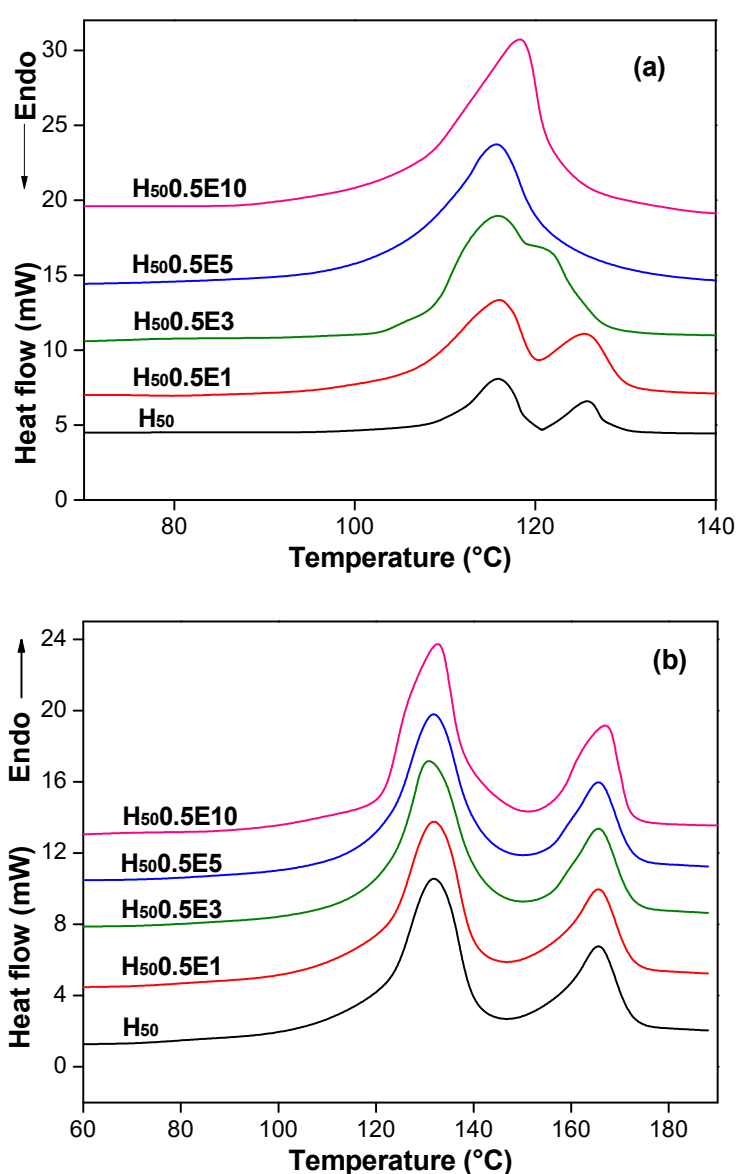 (a)
30
25
20
15
10
5
0
Heat flow (mW)
Endo
H₅₀0.5E10
H₅₀0.5E5
H₅₀0.5E3
H₅₀0.5E1
H₅₀
80
100
120
140
Temperature (°C)
(b)
24
20
16
12
8
4
0
Heat flow (mW)
Endo
H₅₀0.5E10
H₅₀0.5E5
H₅₀0.5E3
H₅₀0.5E1
H₅₀
60
80
100
120
140
160
180
Temperature (°C)